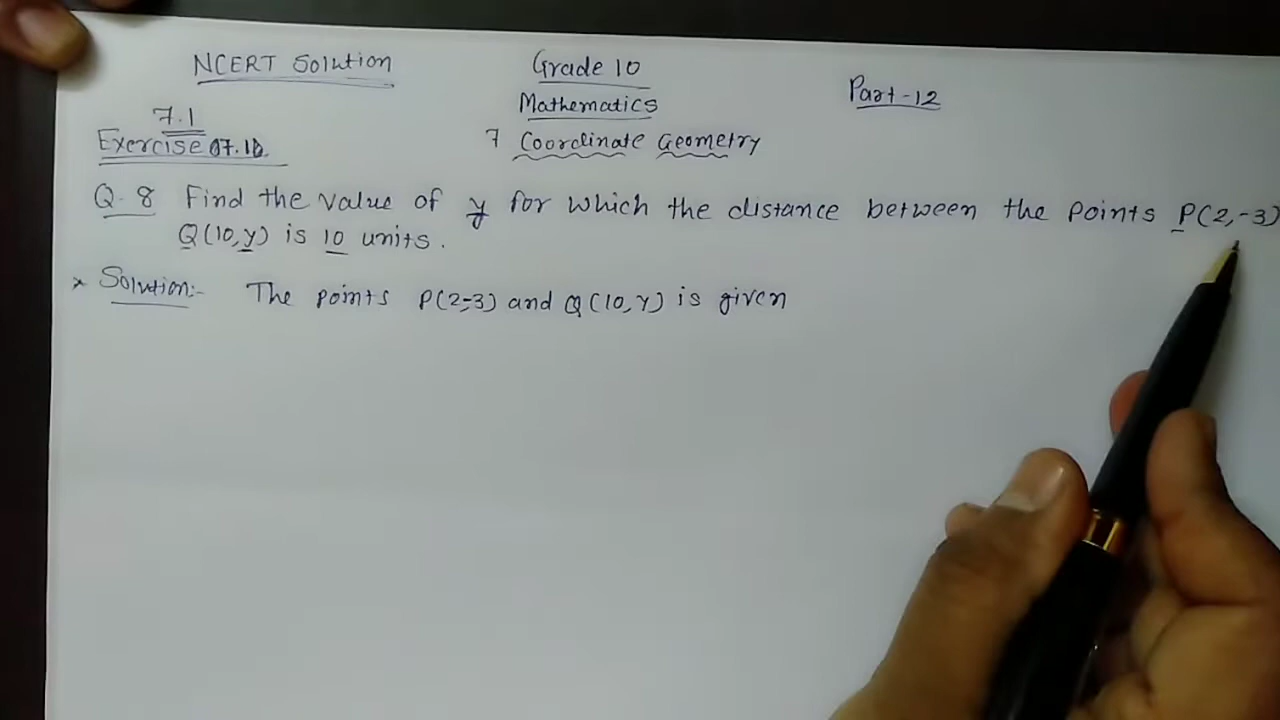 NCERT Solution
Grade 10
Mathematics
Part-12
7.1
Exercise 07.10
7 Coordinate Geometry
Q.8 Find the value of y for which the distance between the points P(2,-3)
Q(10,y) is 10 units.
* Solution:- The points P(2,-3) and Q(10,Y) is given